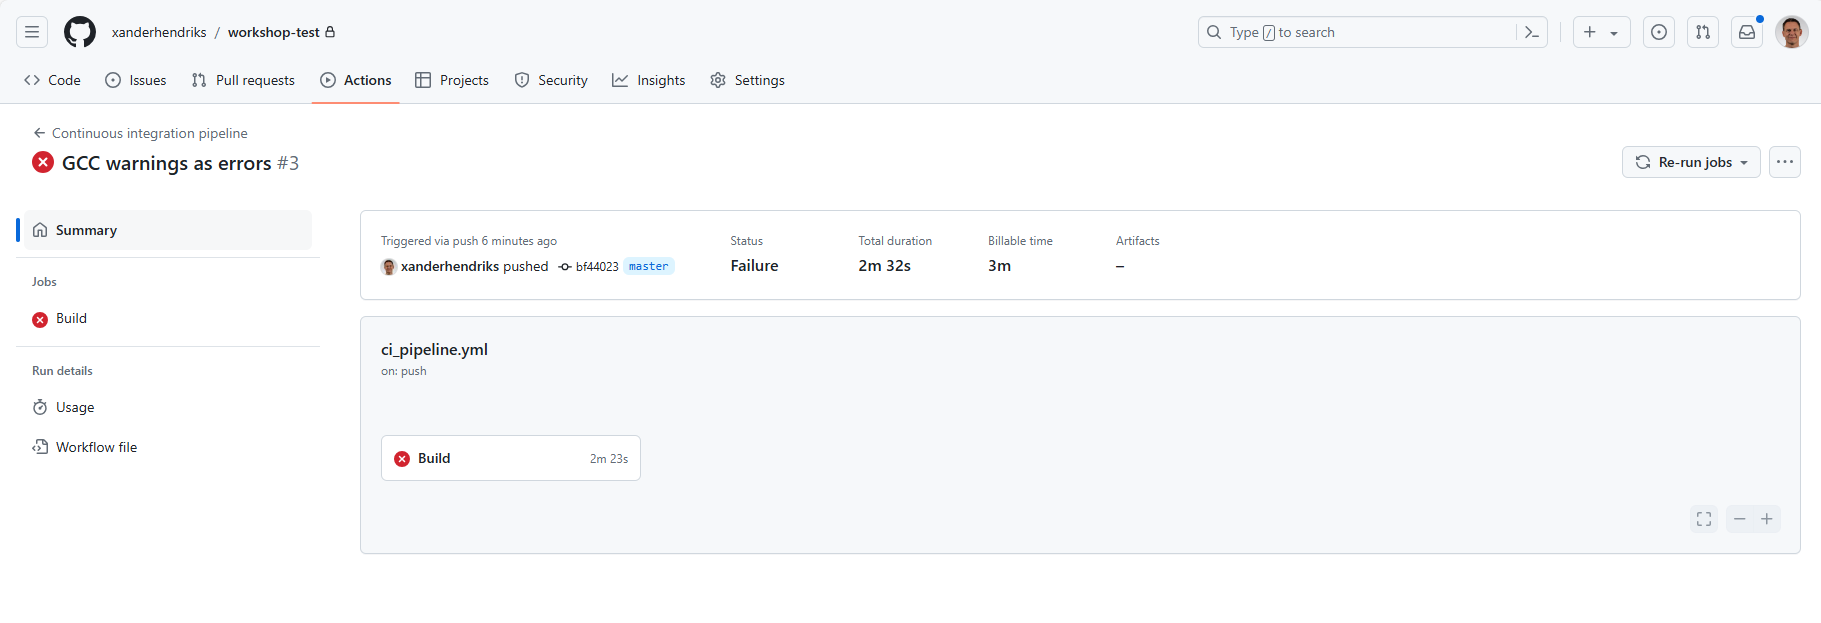 xanderhendriks / workshop-test
Type / to search
Code Issues Pull requests Actions Projects Security Insights Settings
Continuous integration pipeline
GCC warnings as errors #3
Re-run jobs
Summary
Jobs
Build
Run details
Usage
Workflow file
Triggered via push 6 minutes ago
xanderhendriks pushed bf44023 master
Status
Failure
Total duration
2m 32s
Billable time
3m
Artifacts
–
ci_pipeline.yml
on: push
Build 2m 23s